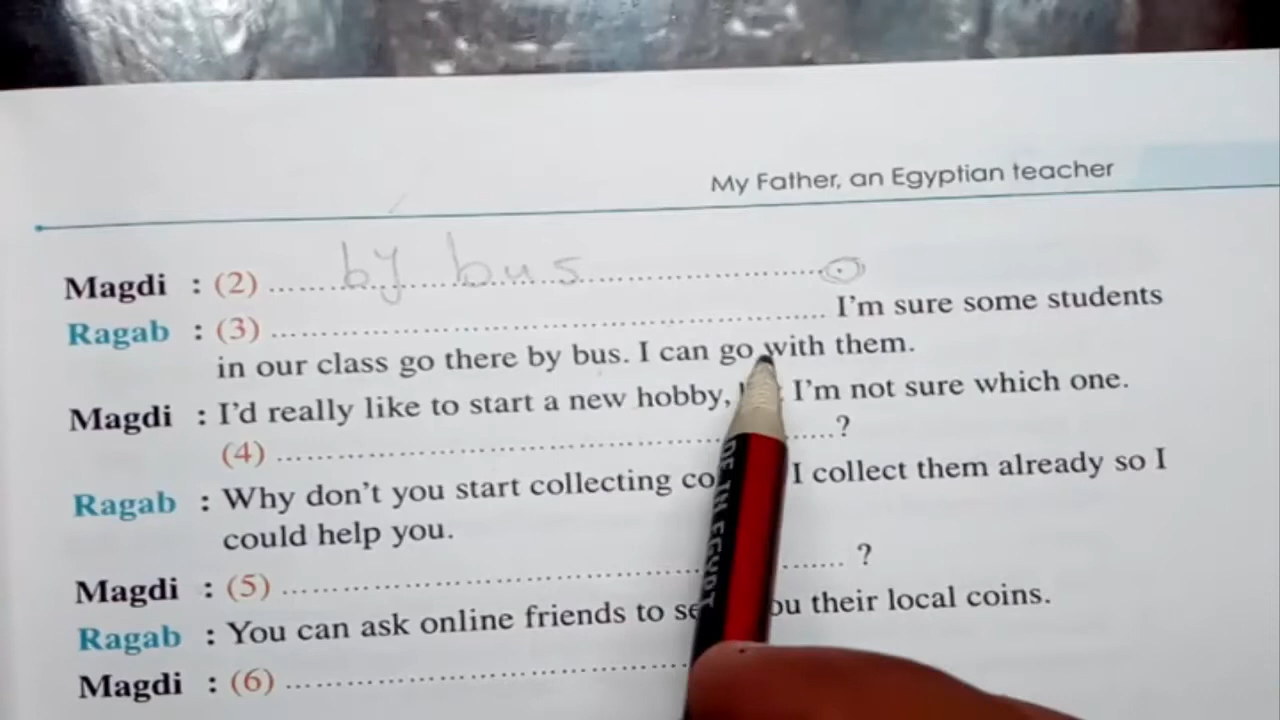 My Father, an Egyptian teacher
Magdi : (2) .......... by bus ..........
Ragab : (3) .......... I'm sure some students
in our class go there by bus. I can go with them.
Magdi : I'd really like to start a new hobby, I'm not sure which one.
(4) .......... ?
Ragab : Why don't you start collecting I collect them already so I
could help you.
Magdi : (5) .......... ?
Ragab : You can ask online friends to their local coins.
Magdi : (6) ..........
DE IN EGYPT